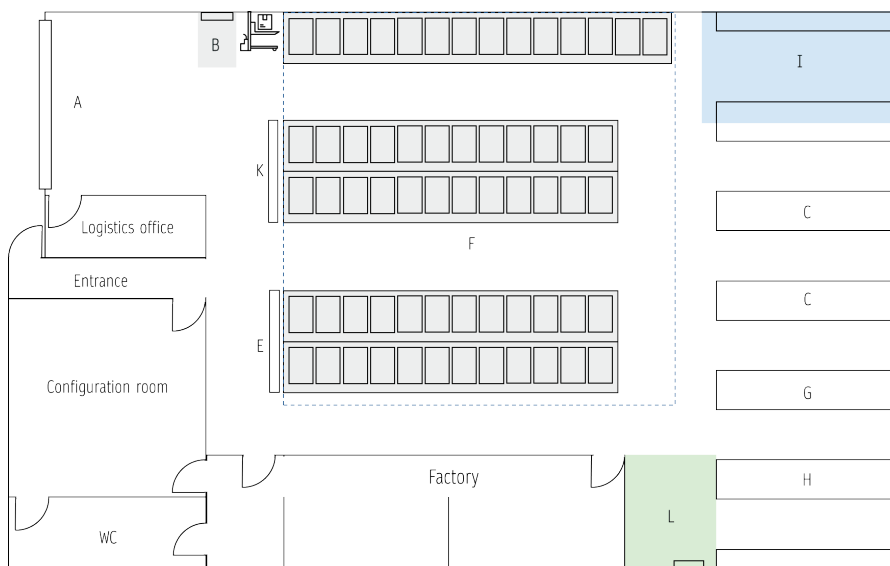 B
I
A
K
C
Logistics office
F
Entrance
C
E
Configuration room
G
Factory
H
L
WC